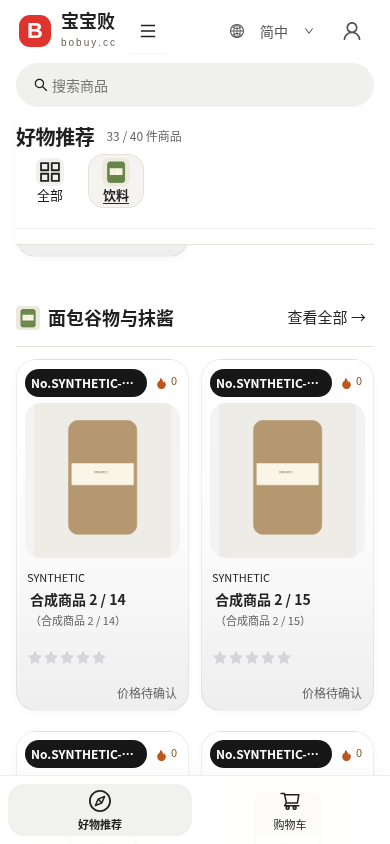 B 宝宝败
bobuy.cc
简中
搜索商品
好物推荐 33 / 40 件商品
全部 饮料
面包谷物与抹酱 查看全部 →
No.SYNTHETIC-… 0 No.SYNTHETIC-… 0
SYNTHETIC SYNTHETIC
合成商品 2 / 14 合成商品 2 / 15
（合成商品 2 / 14） （合成商品 2 / 15）
价格待确认 价格待确认
No.SYNTHETIC-… 0 No.SYNTHETIC-… 0
好物推荐 购物车